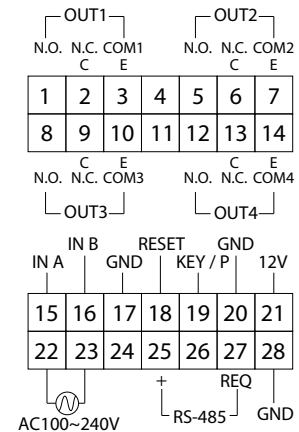 OUT1 OUT2
N.O. N.C. COM1 N.O. N.C. COM2
C E C E
1 2 3 4 5 6 7
8 9 10 11 12 13 14
C E C E
N.O. N.C. COM3 N.O. N.C. COM4
OUT3 OUT4
IN B RESET GND
IN A GND KEY / P 12V
15 16 17 18 19 20 21
22 23 24 25 26 27 28
+ REQ
AC100~240V RS-485 GND